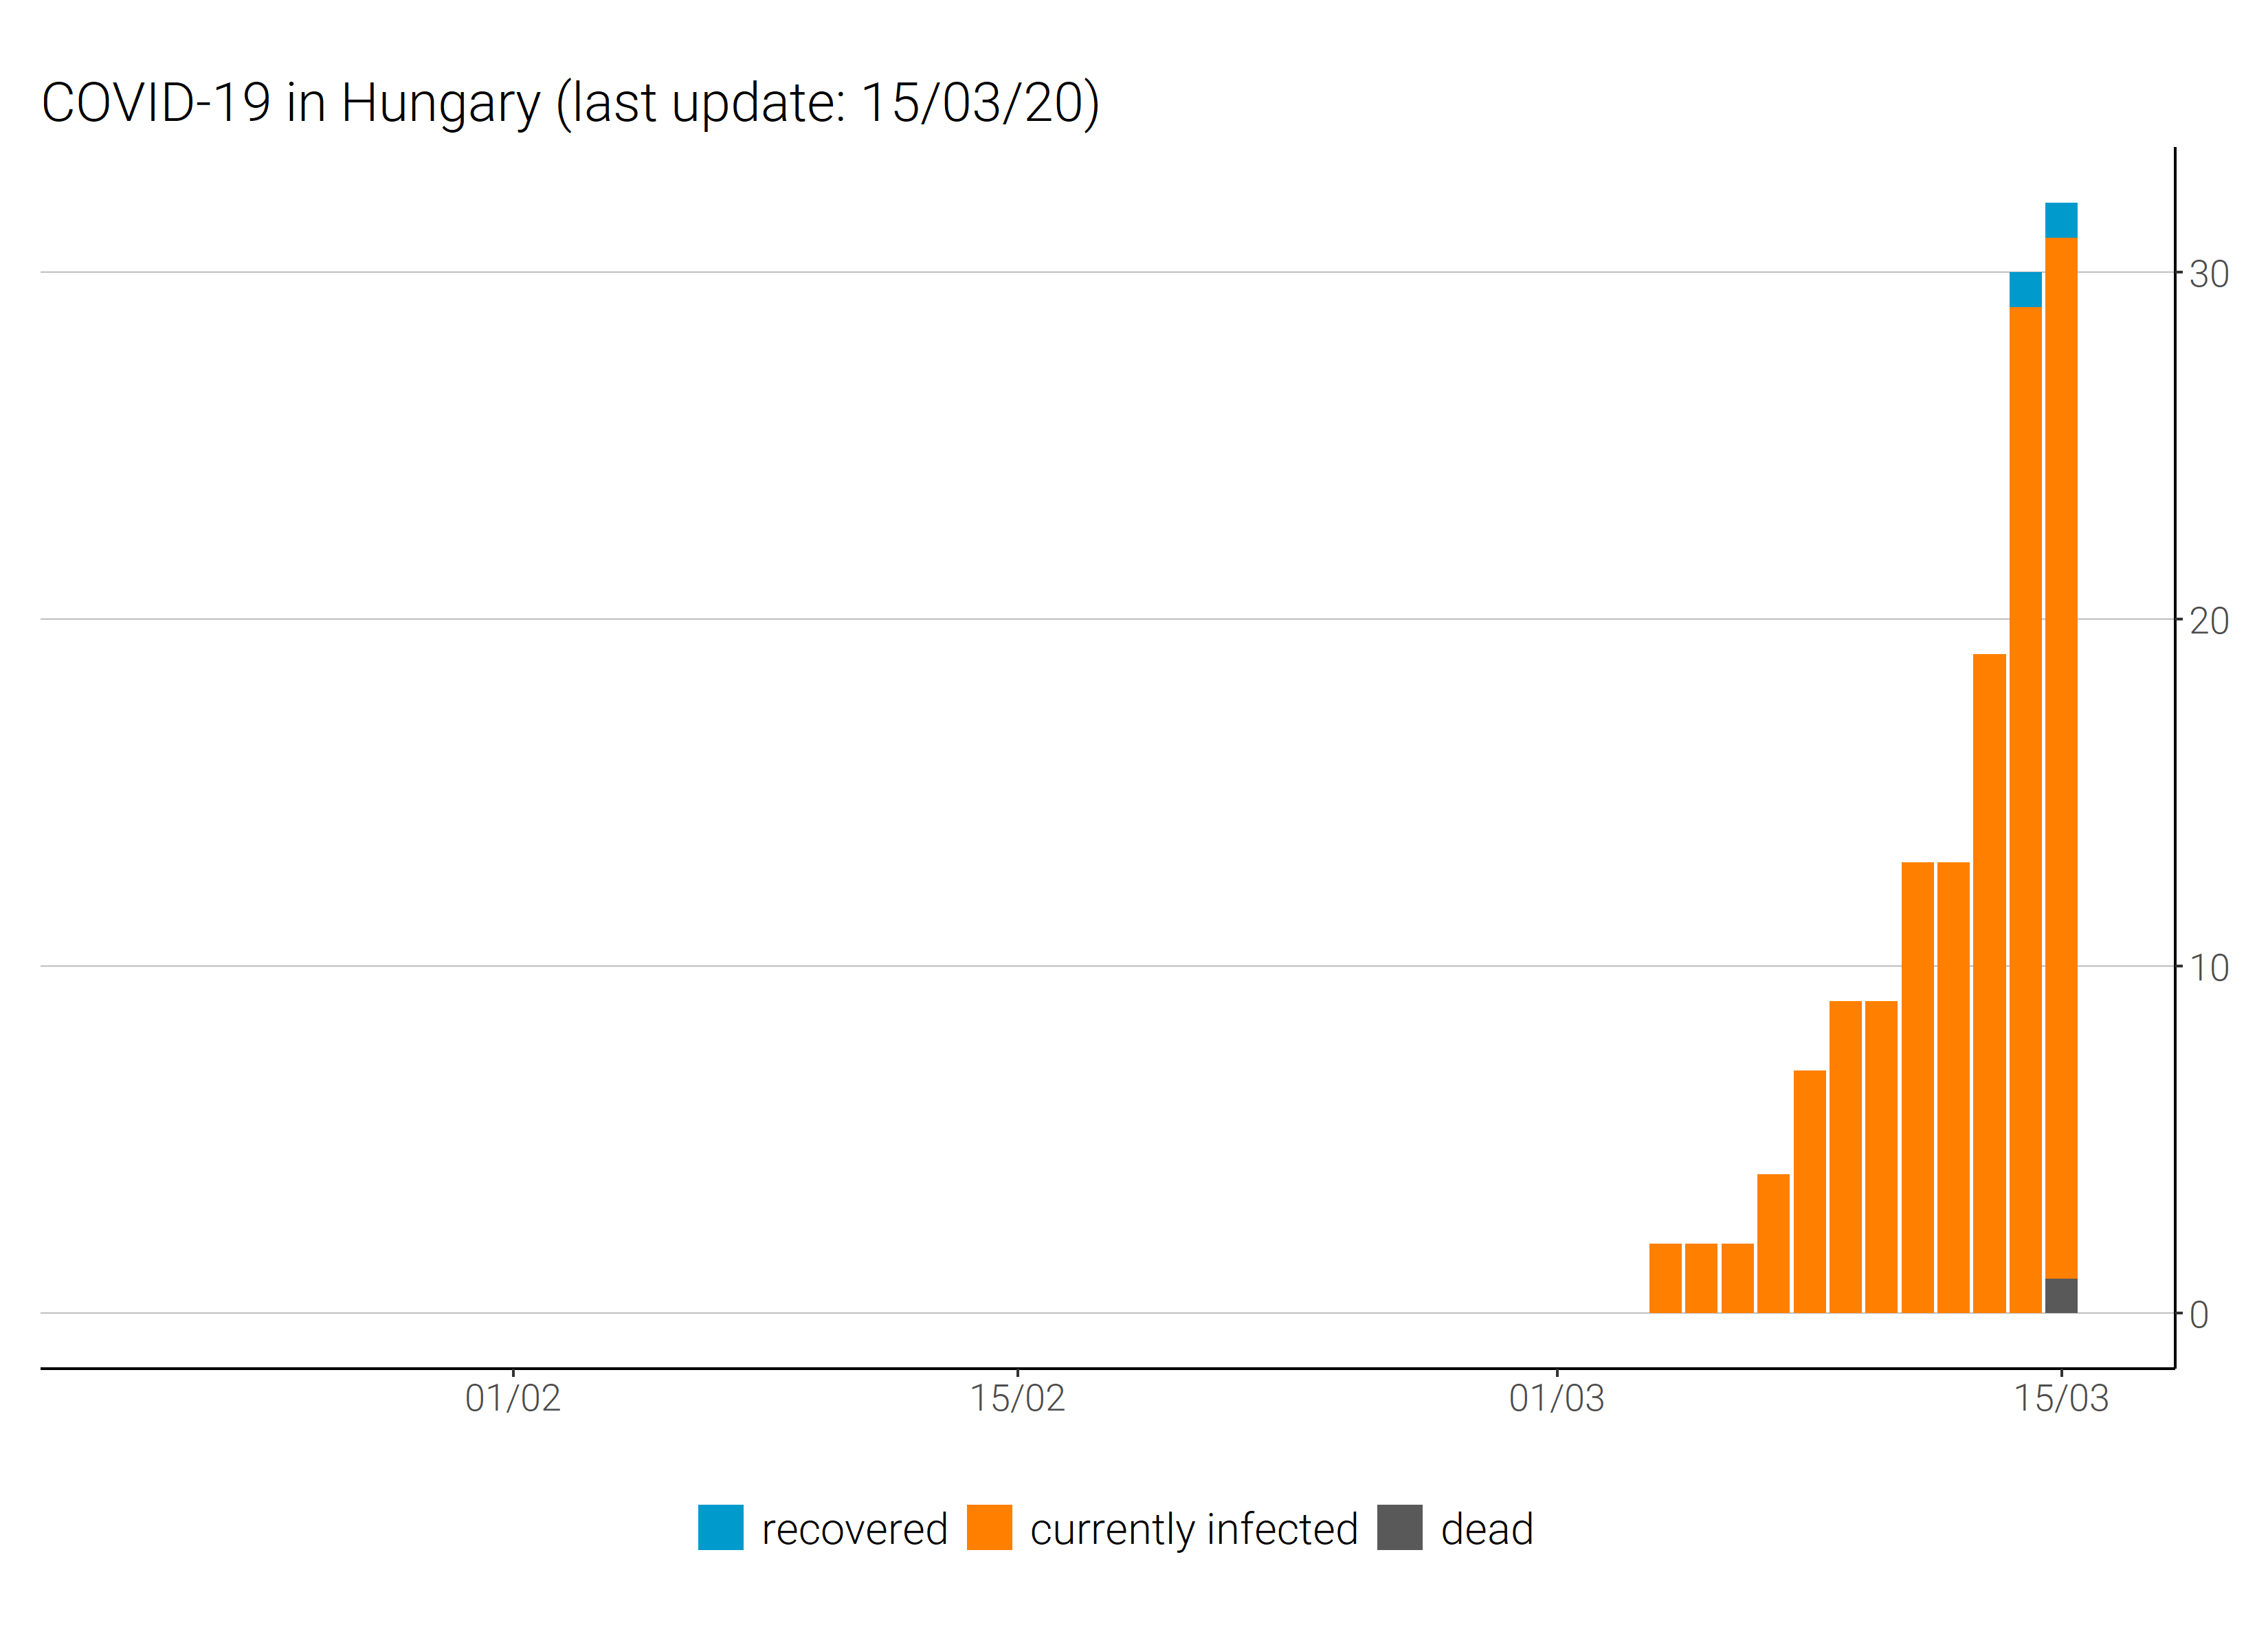 COVID-19 in Hungary (last update: 15/03/20)
30
20
10
0
01/02 15/02 01/03 15/03
recovered currently infected dead